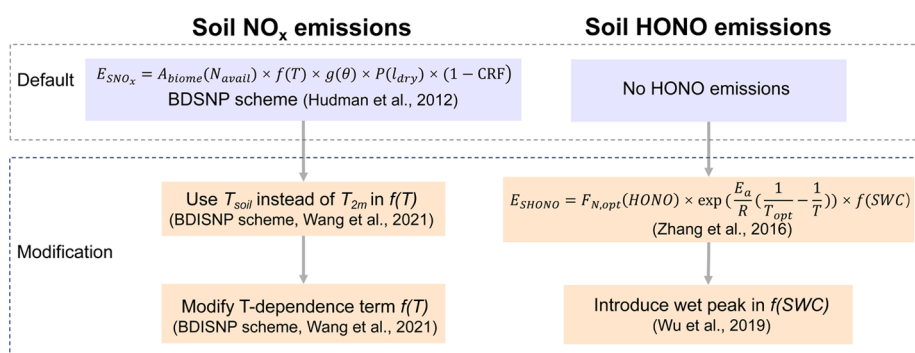 Soil NOx emissions
Soil HONO emissions
Default
E_SNOx = A_biome(N_avail) × f(T) × g(θ) × P(l_dry) × (1 − CRF)
BDSNP scheme (Hudman et al., 2012)
No HONO emissions
Modification
Use Tsoil instead of T2m in f(T)
(BDISNP scheme, Wang et al., 2021)
E_SHONO = F_N,opt(HONO) × exp (E_a/R (1/T_opt − 1/T)) × f(SWC)
(Zhang et al., 2016)
Modify T-dependence term f(T)
(BDISNP scheme, Wang et al., 2021)
Introduce wet peak in f(SWC)
(Wu et al., 2019)